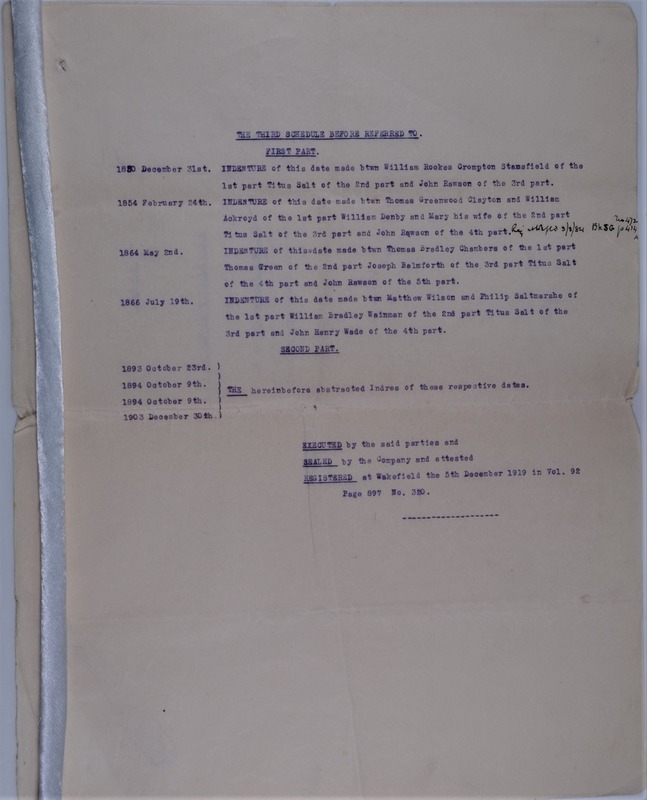 THE THIRD SCHEDULE BEFORE REFERRED TO.
FIRST PART.
1850 December 31st. INDENTURE of this date made btwn William Rookes Crompton Stansfield of the
1st part Titus Salt of the 2nd part and John Rawson of the 3rd part.
1854 February 24th. INDENTURE of this date made btwn Thomas Greenwood Clayton and William
Ackroyd of the 1st part William Denby and Mary his wife of the 2nd part
Titus Salt of the 3rd part and John Rawson of the 4th part. Reg 3/3/54 Bk SG
1864 May 2nd. INDENTURE of this date made btwn Thomas Bradley Chambers of the 1st part
Thomas Green of the 2nd part Joseph Balmforth of the 3rd part Titus Salt
of the 4th part and John Rawson of the 5th part.
1866 July 19th. INDENTURE of this date made btwn Matthew Wilson and Philip Saltmarshe of
the 1st part William Bradley Wainman of the 2nd part Titus Salt of the
3rd part and John Henry Wade of the 4th part.
SECOND PART.
1893 October 23rd. )
1894 October 9th. )
THE hereinbefore abstracted Indres of these respective dates.
1894 October 9th. )
1903 December 30th. )
EXECUTED by the said parties and
SEALED by the Company and attested
REGISTERED at Wakefield the 5th December 1919 in Vol. 92
Page 897 No. 320.